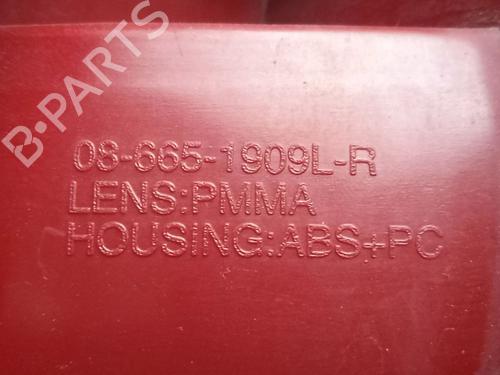 B-PARTS
08-665-1909L-R
LENS:PMMA
HOUSING:ABS+PC